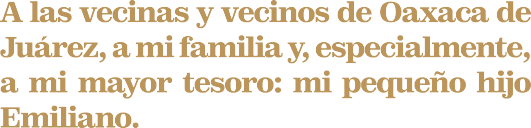 A las vecinas y vecinos de Oaxaca de
Juárez, a mi familia y, especialmente,
a mi mayor tesoro: mi pequeño hijo
Emiliano.